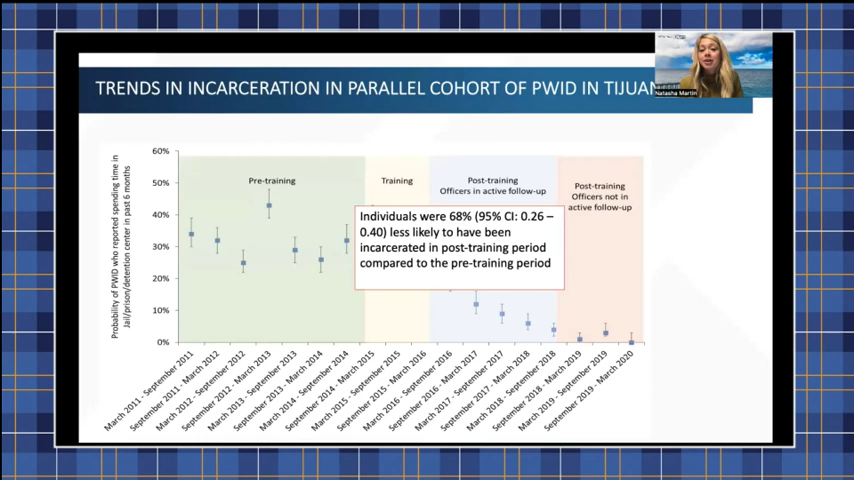 TRENDS IN INCARCERATION IN PARALLEL COHORT OF PWID IN TIJUAN
Natasha Martin
Probability of PWID who reported spending time in
Jail/prison/detention center in past 6 months
60%
50%
40%
30%
20%
10%
0%
Pre-training
Training
Post-training
Officers in active follow-up
Post-training
Officers not in
active follow-up
Individuals were 68% (95% CI: 0.26 –
0.40) less likely to have been
incarcerated in post-training period
compared to the pre-training period
March 2011 - September 2011
September 2011 - March 2012
March 2012 - September 2012
September 2012 - March 2013
March 2013 - September 2013
September 2013 - March 2014
March 2014 - September 2014
September 2014 - March 2015
March 2015 - September 2015
September 2015 - March 2016
March 2016 - September 2016
September 2016 - March 2017
March 2017 - September 2017
September 2017 - March 2018
March 2018 - September 2018
September 2018 - March 2019
March 2019 - September 2019
September 2019 - March 2020